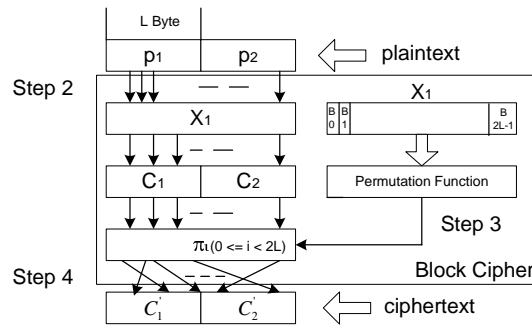 L Byte
p1 p2
plaintext
Step 2
X1
X1
B 0 B 1 B 2L-1
C1 C2
Permutation Function
Step 3
πι(0 <= i < 2L)
Step 4
Block Cipher
C'1 C'2
ciphertext